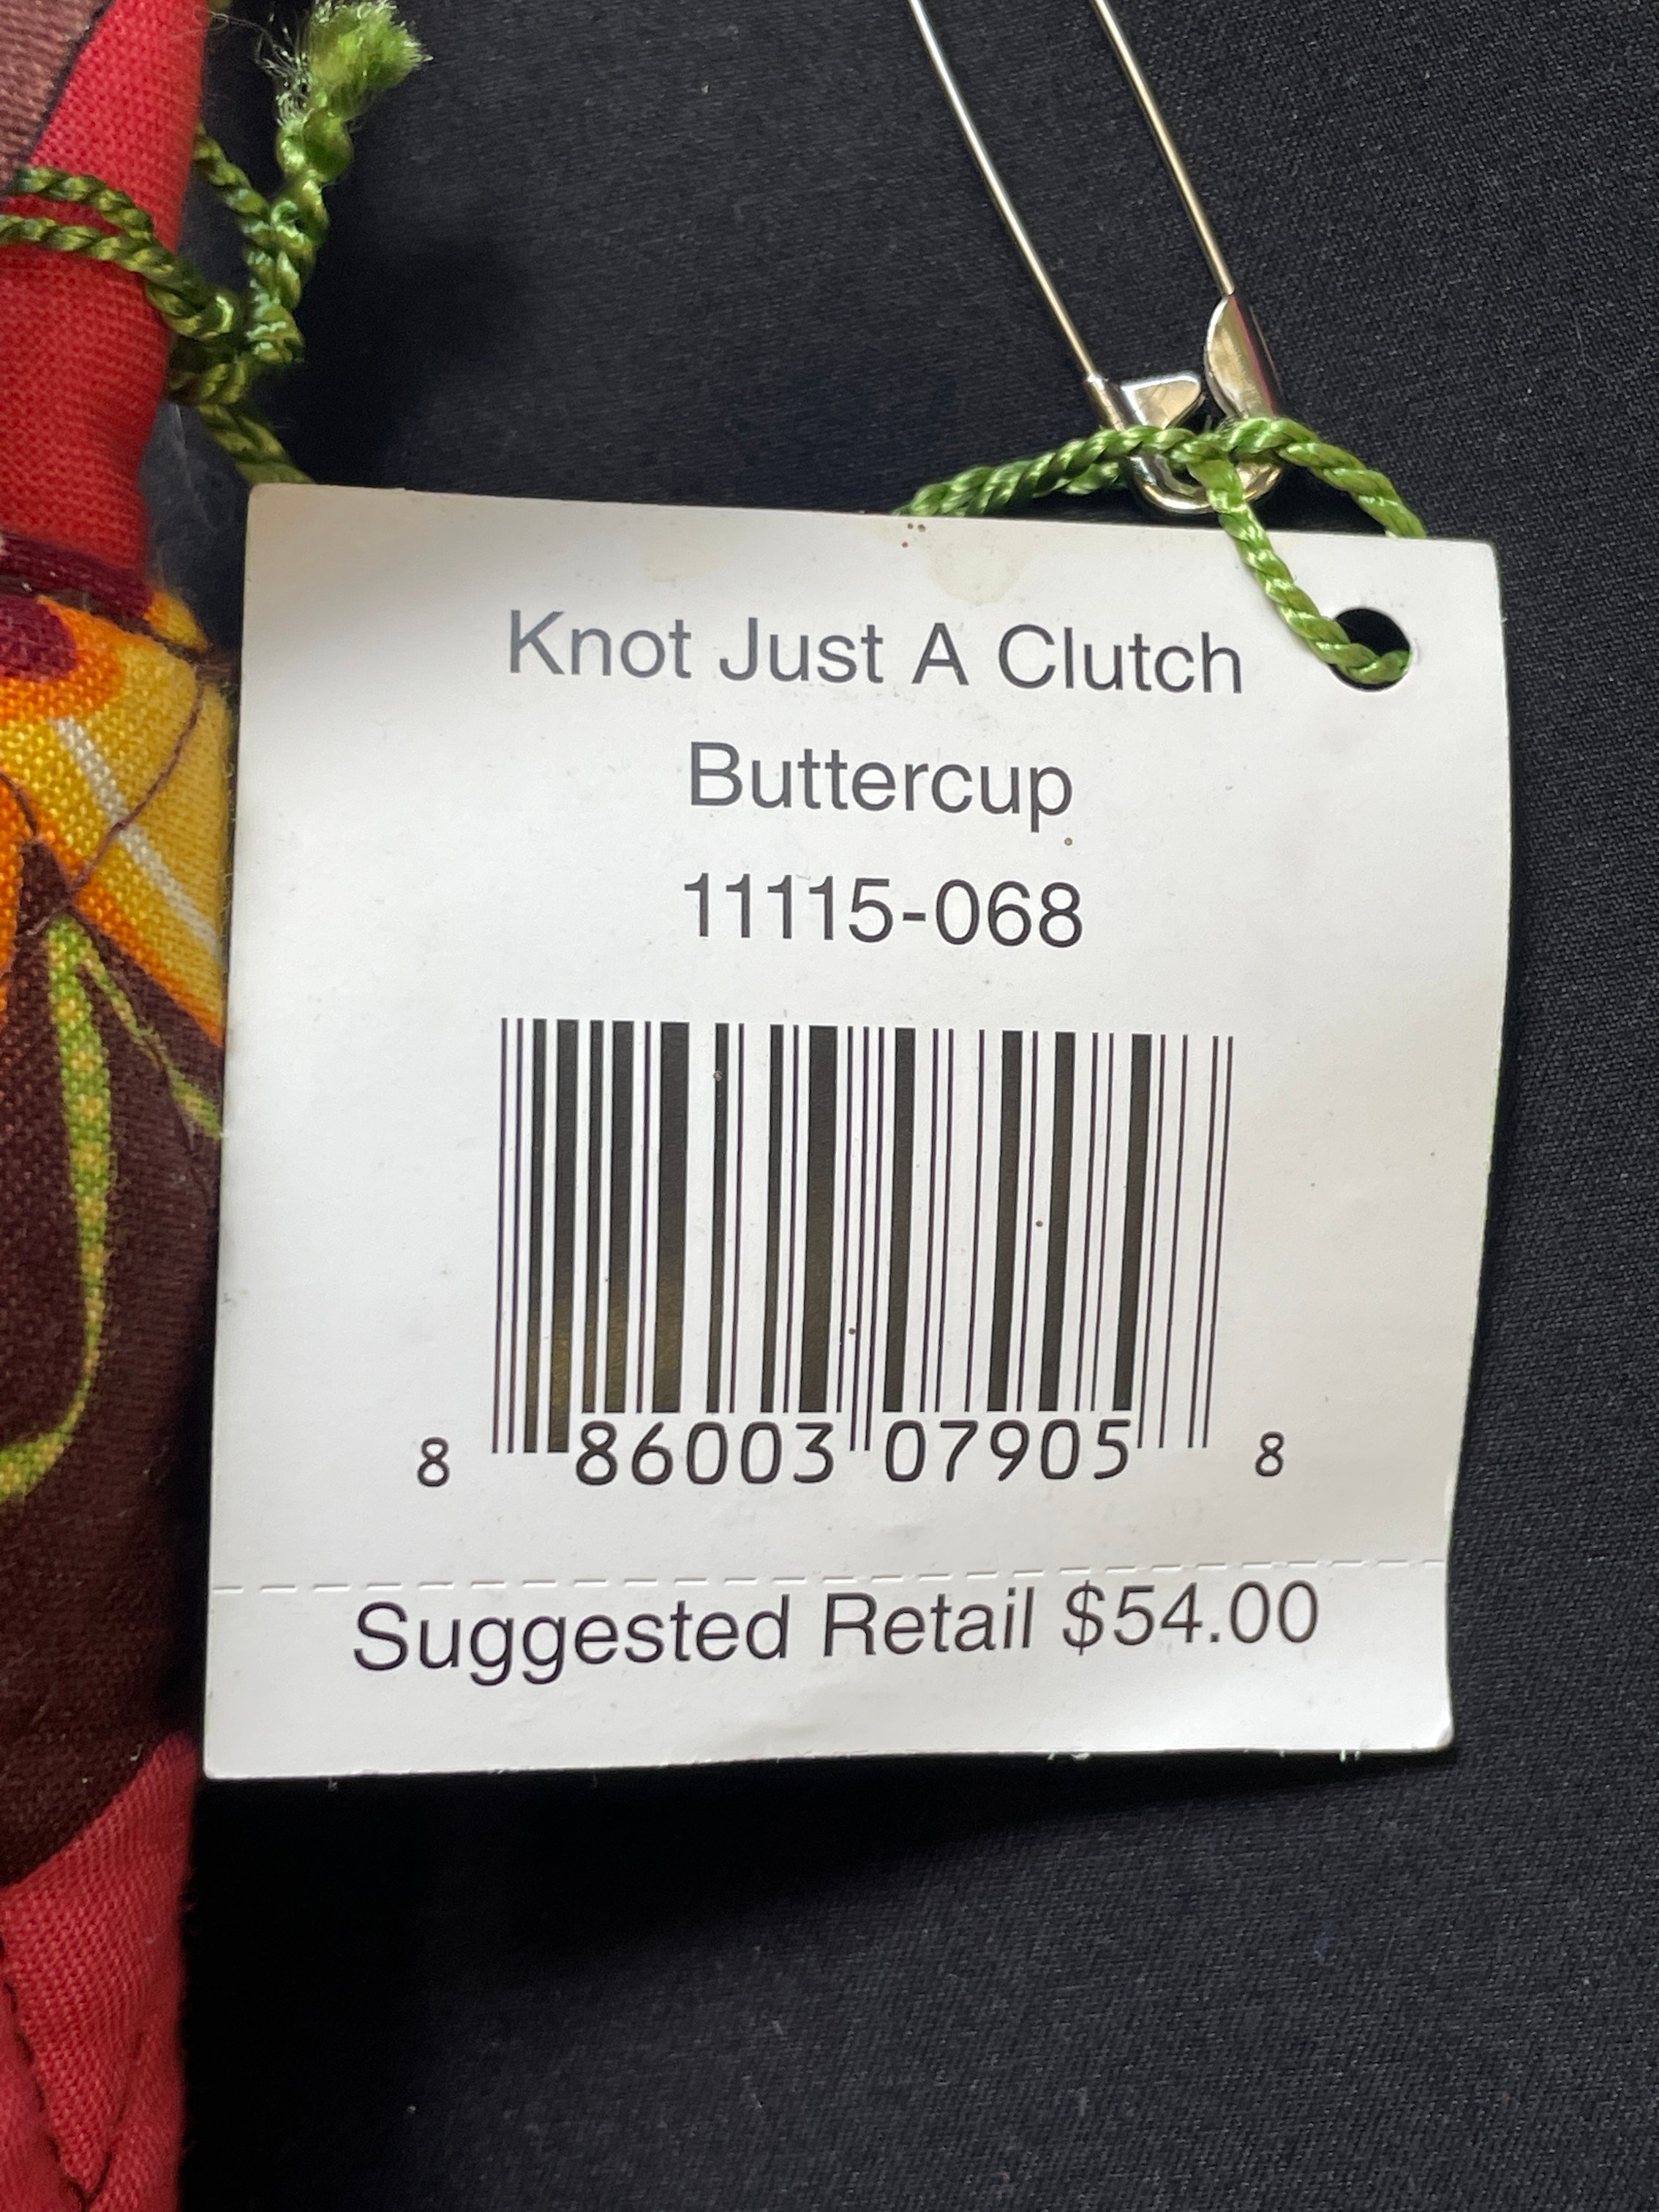 Knot Just A Clutch
Buttercup
11115-068
8 86003 07905 8
Suggested Retail $54.00